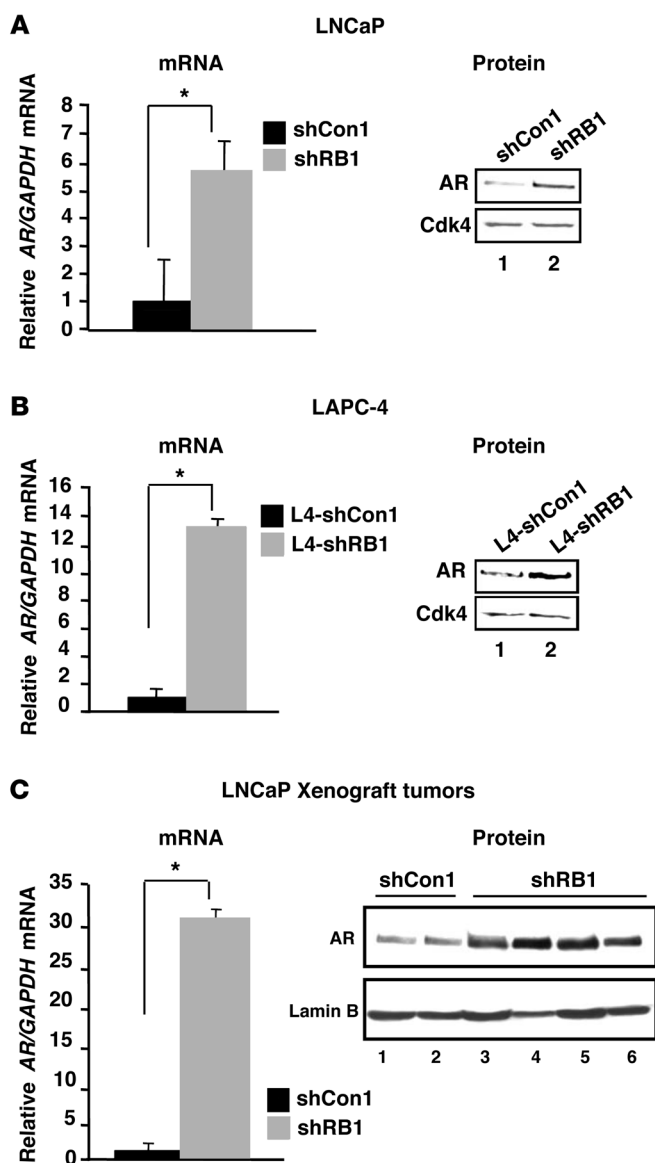 A
LNCaP
mRNA
Protein
Relative AR/GAPDH mRNA
8
7
6
5
4
3
2
1
0
*
shCon1
shRB1
shCon1
shRB1
AR
Cdk4
1 2
B
LAPC-4
mRNA
Protein
Relative AR/GAPDH mRNA
16
14
12
10
8
6
4
2
0
*
L4-shCon1
L4-shRB1
L4-shCon1
L4-shRB1
AR
Cdk4
1 2
C
LNCaP Xenograft tumors
mRNA
Protein
Relative AR/GAPDH mRNA
35
30
20
15
10
5
0
*
shCon1
shRB1
shCon1 shRB1
AR
Lamin B
1 2 3 4 5 6